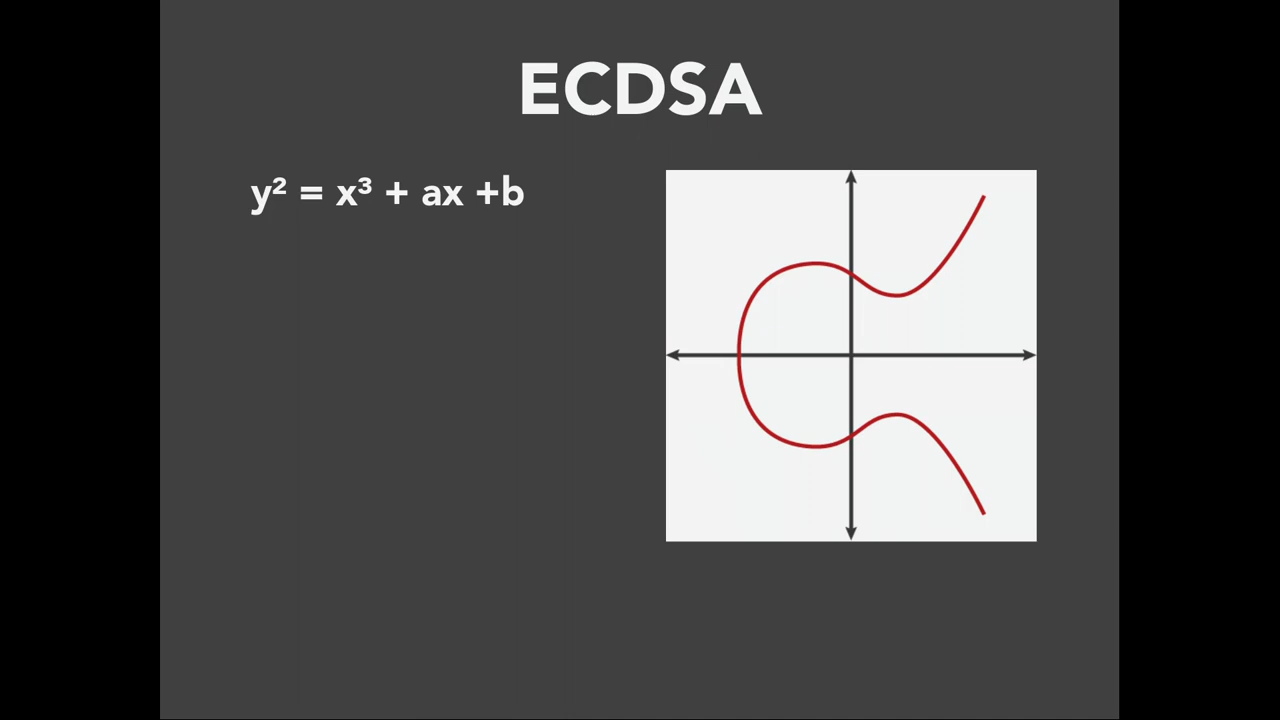 ECDSA
y² = x³ + ax +b